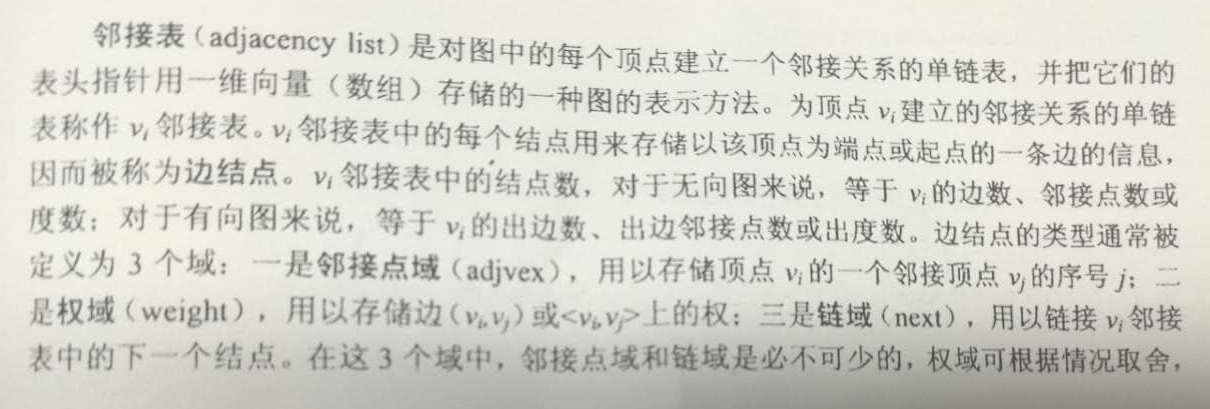 邻接表（adjacency list）是对图中的每个顶点建立一个邻接关系的单链表，并把它们的
表头指针用一维向量（数组）存储的一种图的表示方法。为顶点 vi 建立的邻接关系的单链
表称作 vi 邻接表。vi 邻接表中的每个结点用来存储以该顶点为端点或起点的一条边的信息，
因而被称为边结点。vi 邻接表中的结点数，对于无向图来说，等于 vi 的边数、邻接点数或
度数；对于有向图来说，等于 vi 的出边数、出边邻接点数或出度数。边结点的类型通常被
定义为 3 个域：一是邻接点域（adjvex），用以存储顶点 vi 的一个邻接顶点 vj 的序号 j；二
是权域（weight），用以存储边（vi,vj）或<vi,vj>上的权；三是链域（next），用以链接 vi 邻接
表中的下一个结点。在这 3 个域中，邻接点域和链域是必不可少的，权域可根据情况取舍，